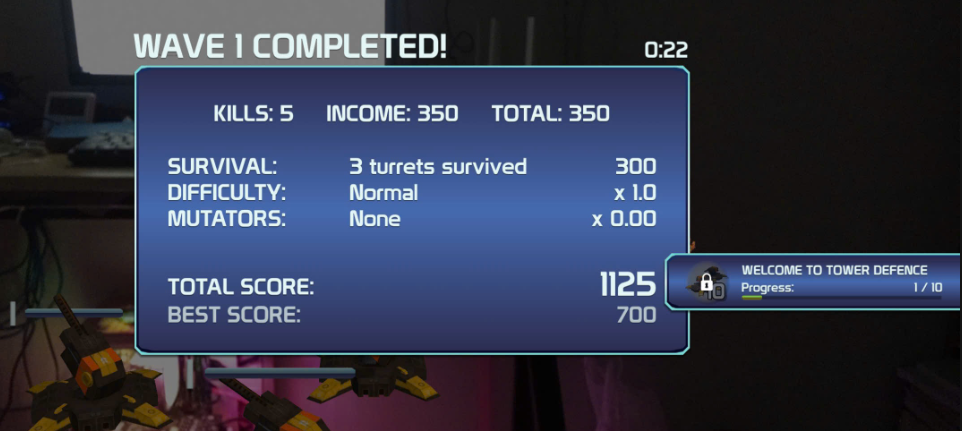 WAVE 1 COMPLETED!
0:22
KILLS: 5 INCOME: 350 TOTAL: 350
SURVIVAL: 3 turrets survived 300
DIFFICULTY: Normal x 1.0
MUTATORS: None x 0.00
TOTAL SCORE: 1125
BEST SCORE: 700
10
WELCOME TO TOWER DEFENCE
Progress: 1 / 10